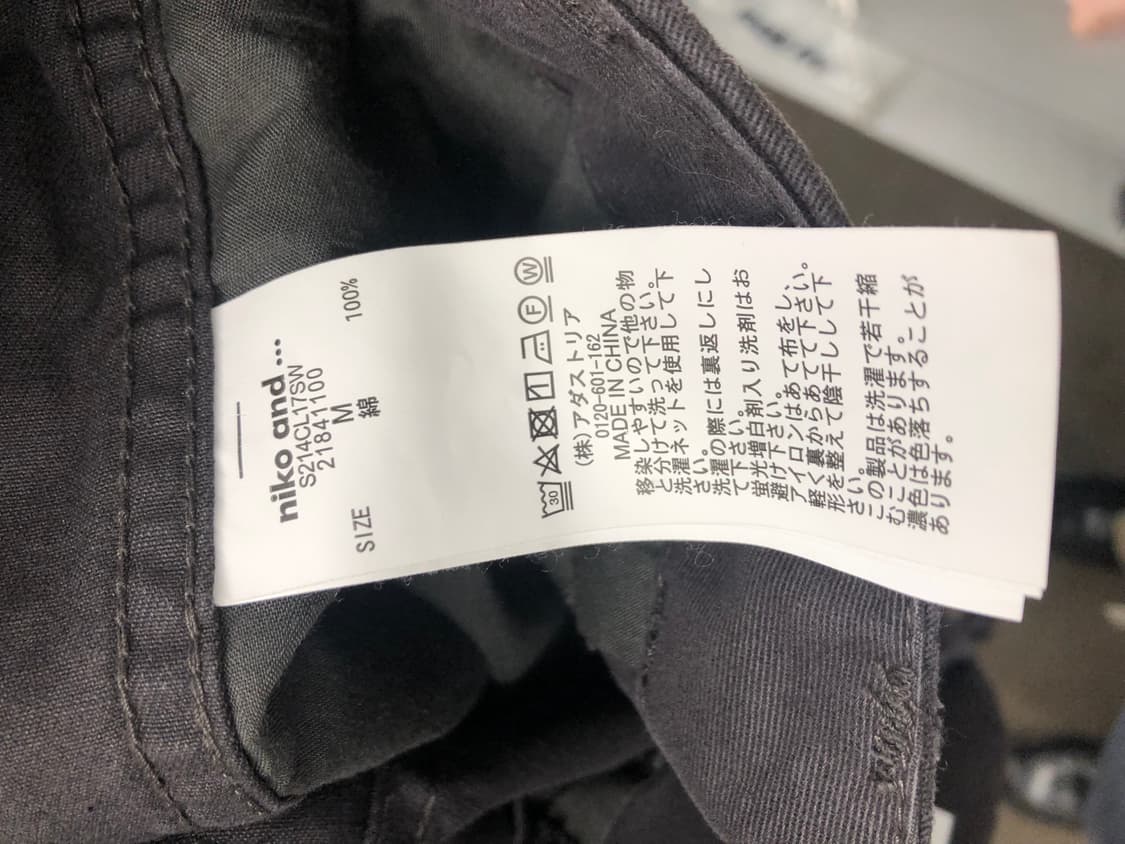 niko and ...
S214CL17SW
21841100
SIZE M
綿 100%
30 F W
(株)アダストリア
0120-601-162
MADE IN CHINA
移染しやすいので他の物
と分けて洗って下さい。
洗濯ネットを使用して下
さい。
洗濯の際には裏返しにし
て下さい。
蛍光増白剤入り洗剤はお
避け下さい。
アイロンはあて布をし、
軽く裏からあてて下さい。
形を整えて陰干しして下
さい。
この製品は洗濯で若干縮
むことがあります。
濃色は色落ちすることが
あります。